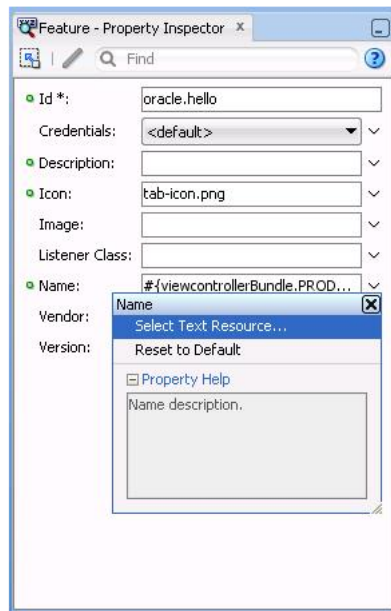 Feature - Property Inspector x
Find
Id *: oracle.hello
Credentials: <default>
Description:
Icon: tab-icon.png
Image:
Listener Class:
Name: #{viewcontrollerBundle.PROD...
Vendor:
Version:
Name
Select Text Resource...
Reset to Default
Property Help
Name description.